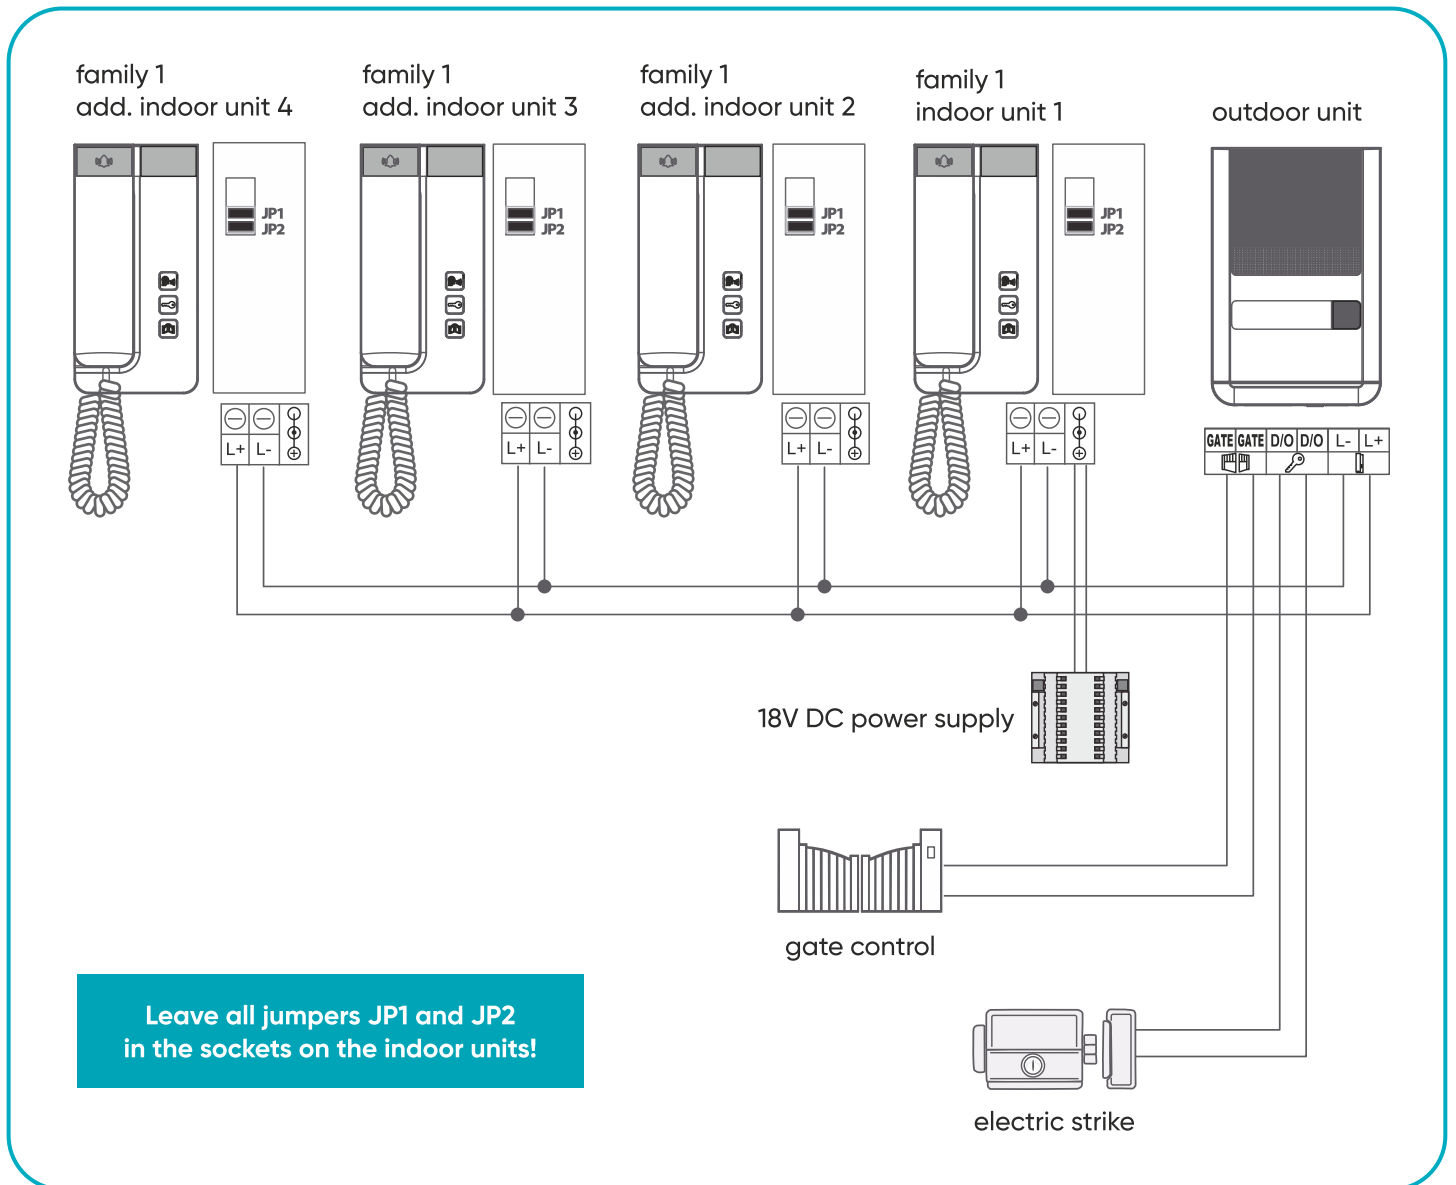 family 1
add. indoor unit 4
family 1
add. indoor unit 3
family 1
add. indoor unit 2
family 1
indoor unit 1
outdoor unit
JP1
JP2
JP1
JP2
JP1
JP2
JP1
JP2
L+ L-
L+ L-
L+ L-
L+ L-
GATE GATE D/O D/O L- L+
18V DC power supply
gate control
Leave all jumpers JP1 and JP2
in the sockets on the indoor units!
electric strike